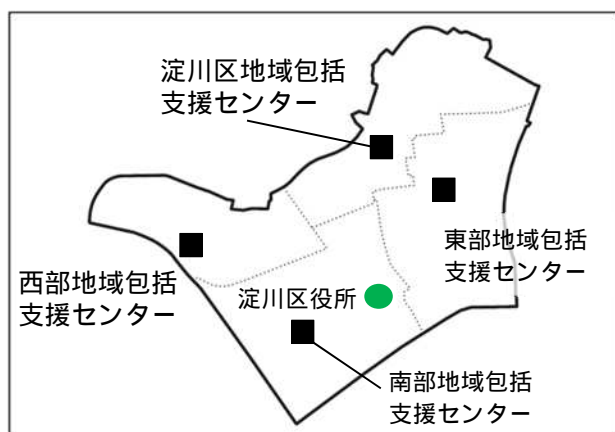 淀川区地域包括
支援センター
東部地域包括
支援センター
西部地域包括
支援センター
淀川区役所
南部地域包括
支援センター